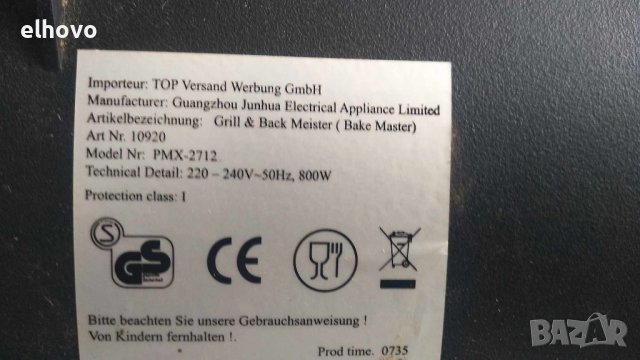 elhovo
Importeur: TOP Versand Werbung GmbH
Manufacturer: Guangzhou Junhua Electrical Appliance Limited
Artikelbezeichnung: Grill & Back Meister ( Bake Master)
Art Nr. 10920
Model Nr: PMX-2712
Technical Detail: 220 – 240V~50Hz, 800W
Protection class: I
S
GS
CE
Bitte beachten Sie unsere Gebrauchsanweisung !
Von Kindern fernhalten !.
Prod time. 0735
BAZAR